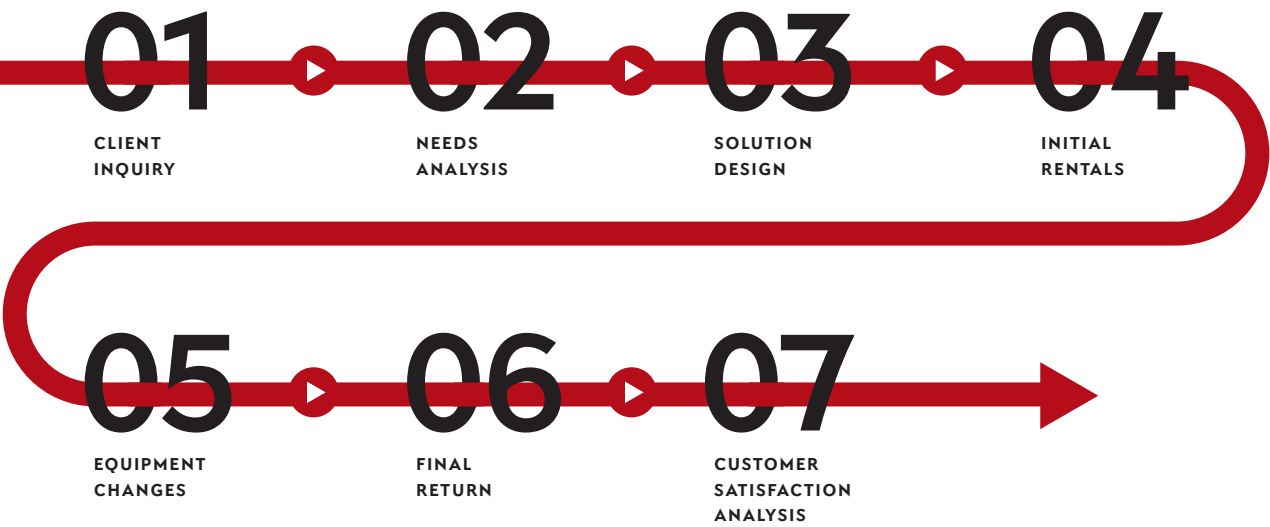 01
02
03
04
CLIENT
INQUIRY
NEEDS
ANALYSIS
SOLUTION
DESIGN
INITIAL
RENTALS
05
06
07
EQUIPMENT
CHANGES
FINAL
RETURN
CUSTOMER
SATISFACTION
ANALYSIS